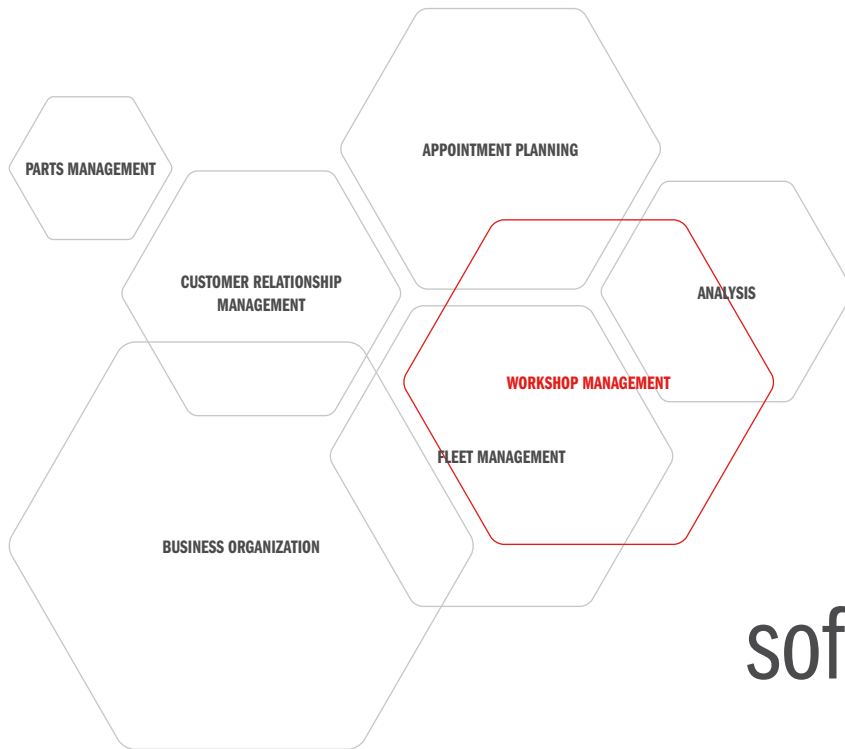 APPOINTMENT PLANNING
PARTS MANAGEMENT
CUSTOMER RELATIONSHIP
MANAGEMENT
ANALYSIS
WORKSHOP MANAGEMENT
FLEET MANAGEMENT
BUSINESS ORGANIZATION
sof